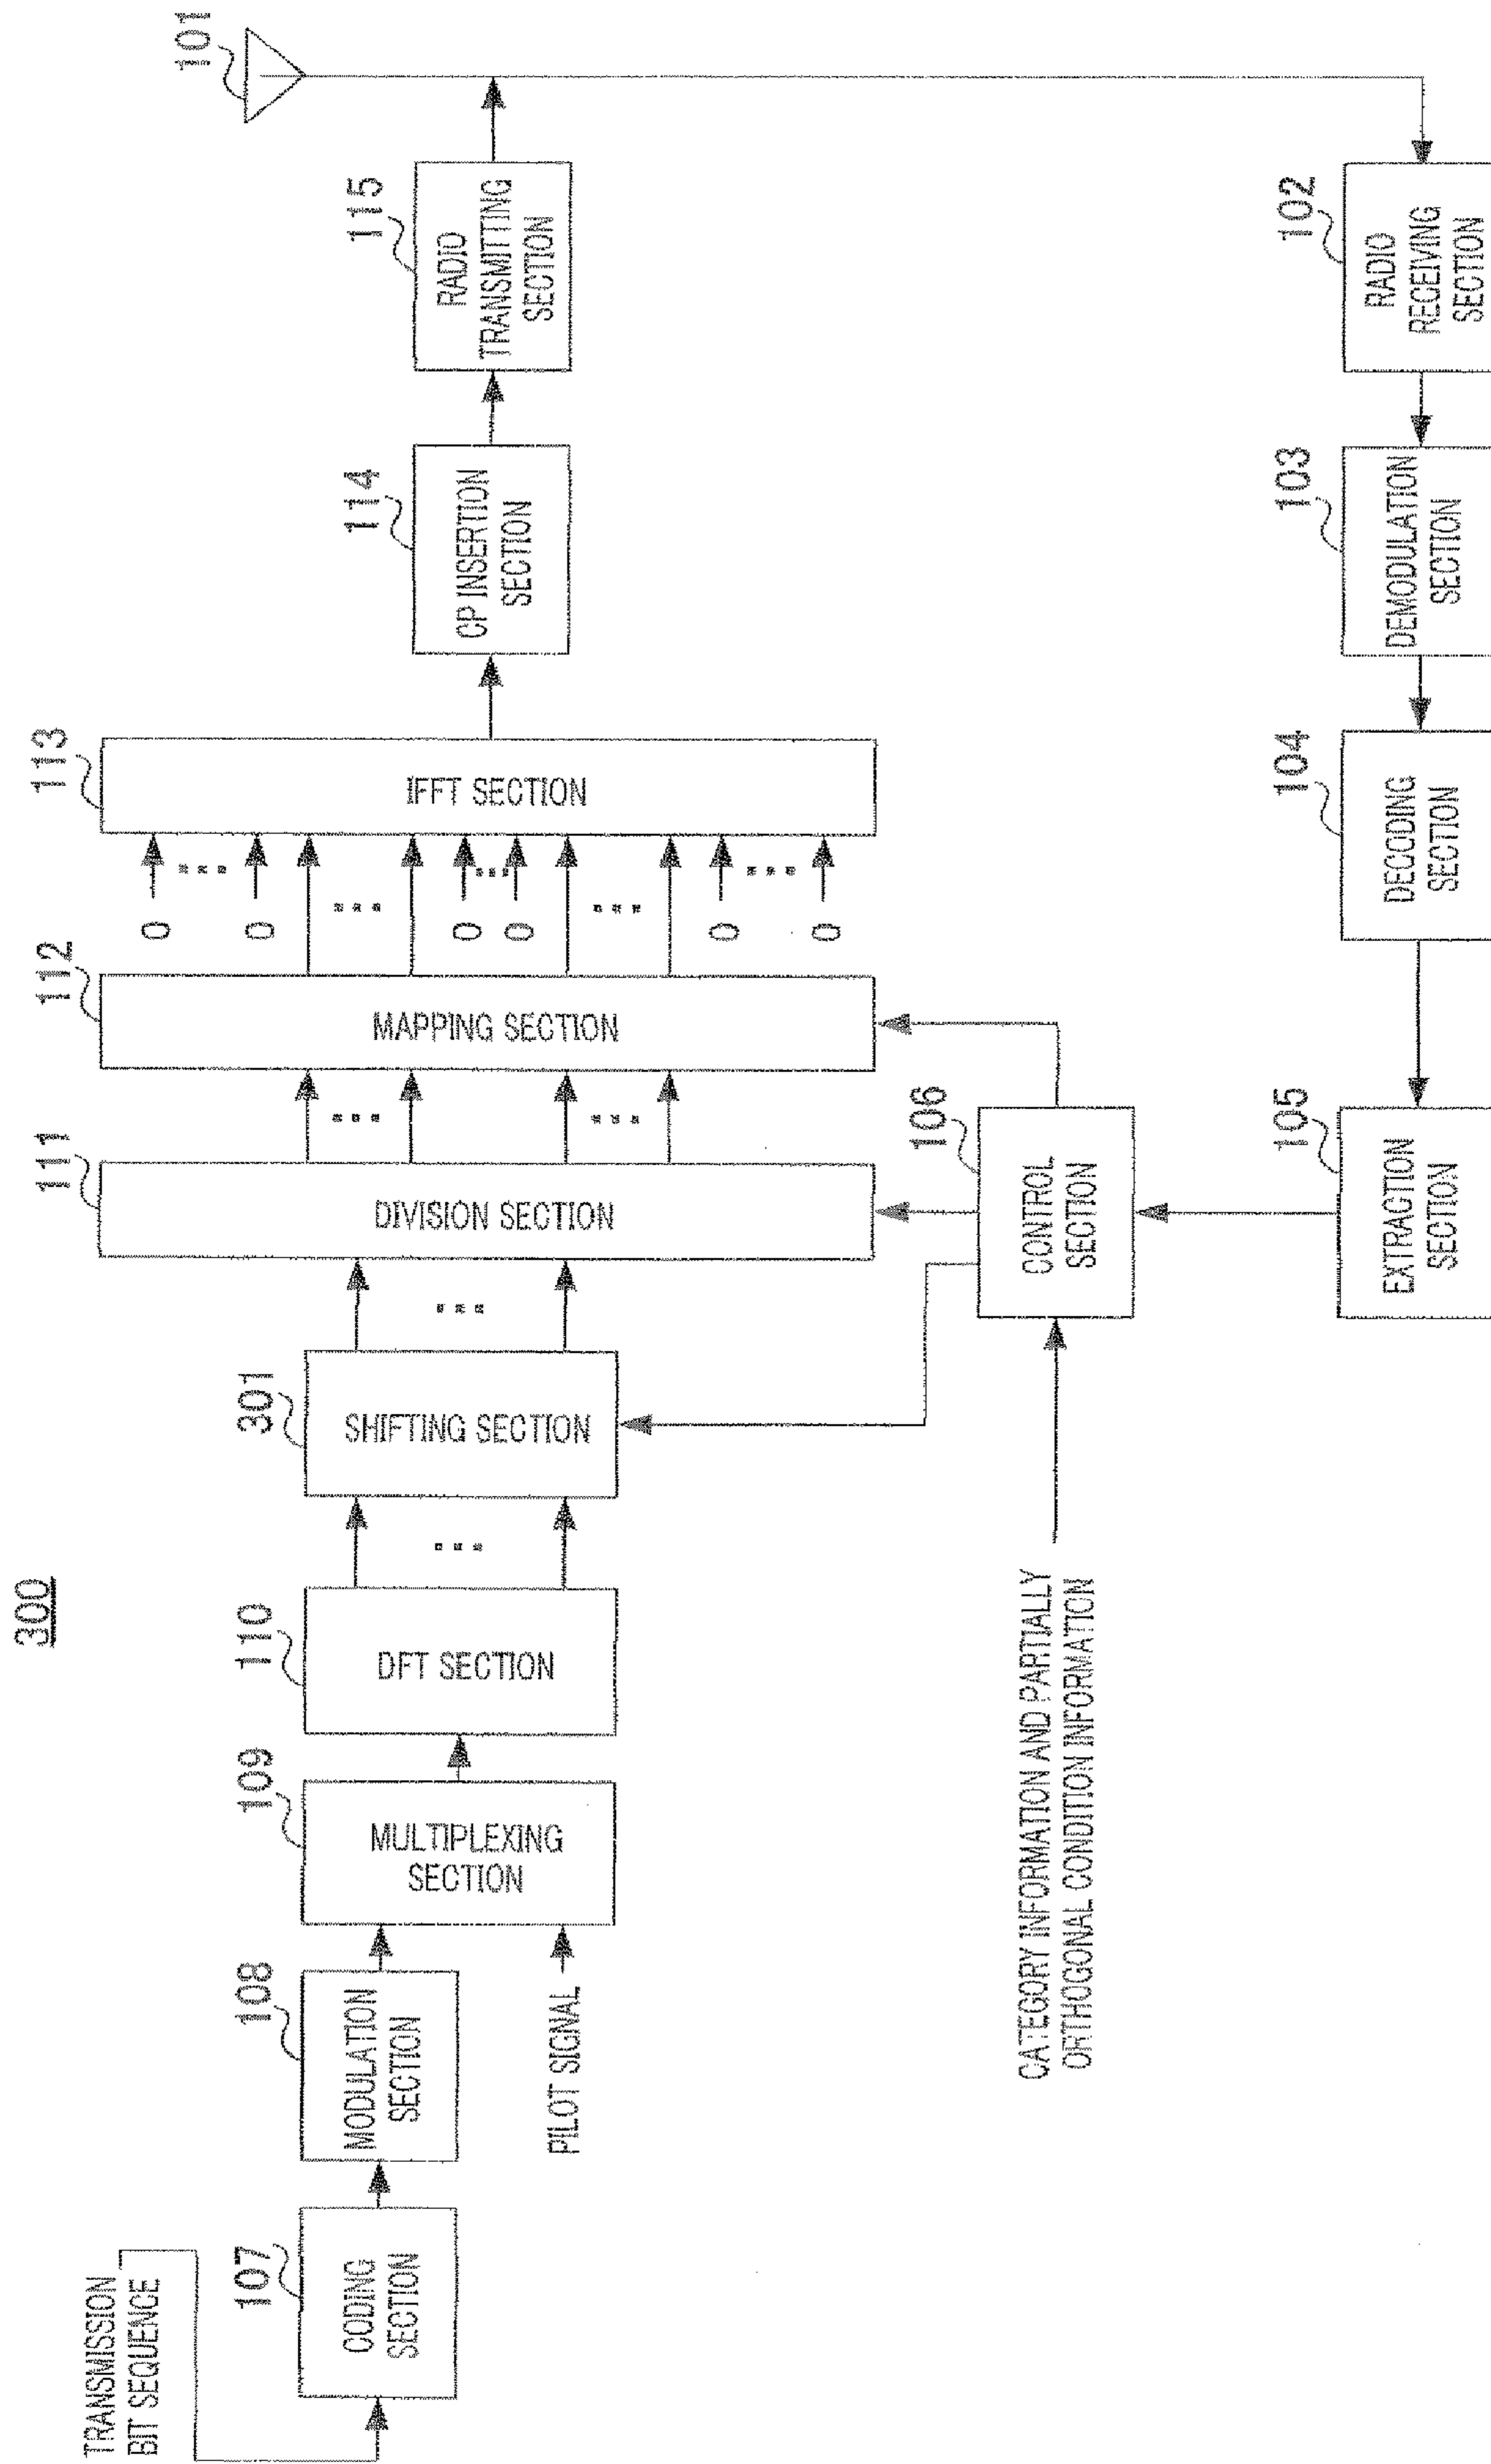 300
TRANSMISSION
BIT SEQUENCE
107
CODING
SECTION
108
MODULATION
SECTION
PILOT SIGNAL
109
MULTIPLEXING
SECTION
110
DFT SECTION
301
SHIFTING SECTION
111
DIVISION SECTION
112
MAPPING SECTION
0
0
0
0
0
0
113
IFFT SECTION
114
CP INSERTION
SECTION
115
RADIO
TRANSMITTING
SECTION
101
CATEGORY INFORMATION AND PARTIALLY
ORTHOGONAL CONDITION INFORMATION
106
CONTROL
SECTION
105
EXTRACTION
SECTION
104
DECODING
SECTION
103
DEMODULATION
SECTION
102
RADIO
RECEIVING
SECTION